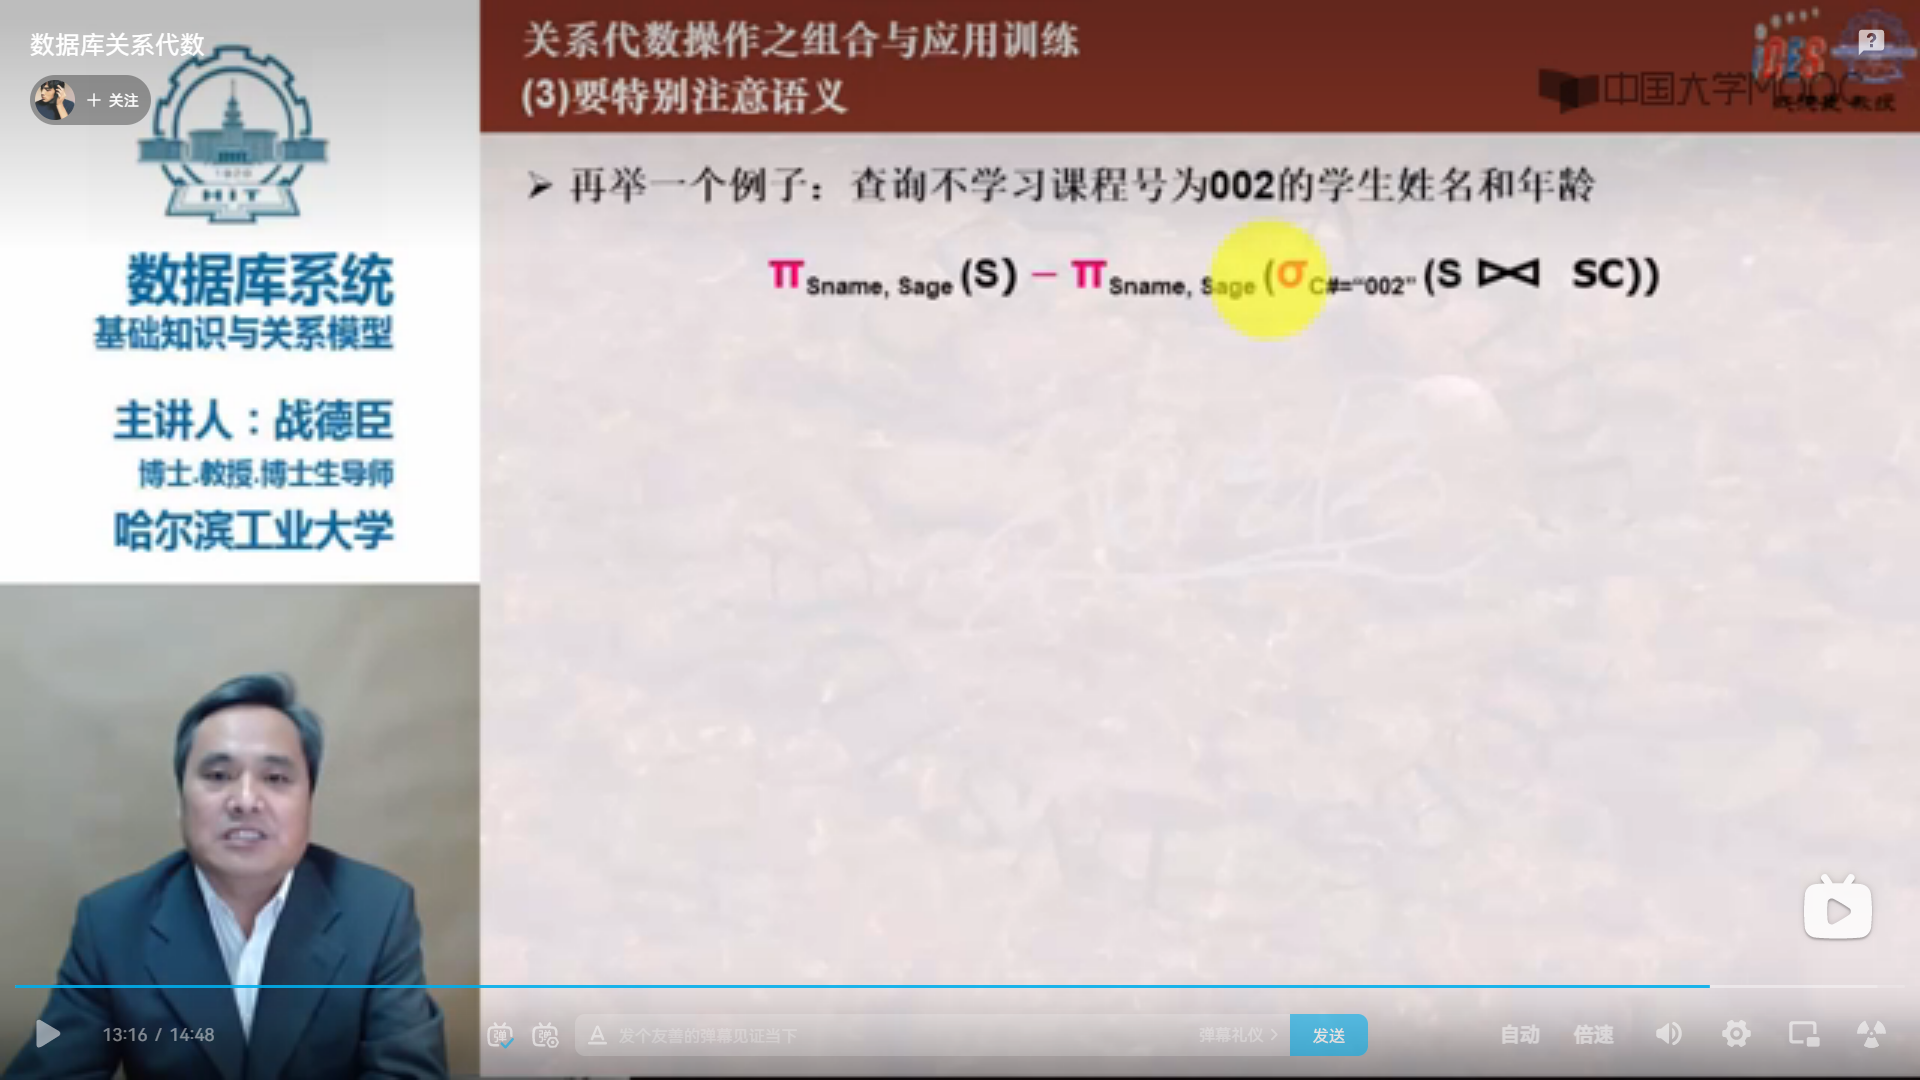 数据库关系代数
+ 关注
1920
HIT
数据库系统
基础知识与关系模型
主讲人：战德臣
博士.教授.博士生导师
哈尔滨工业大学
关系代数操作之组合与应用训练
(3)要特别注意语义
中国大学MOOC
➢ 再举一个例子：查询不学习课程号为002的学生姓名和年龄
π Sname, Sage (S) − π Sname, Sage (σ C#=“002” (S ⋈ SC))
13:16 / 14:48
弹
弹
A 发个友善的弹幕见证当下
弹幕礼仪 >
发送
自动
倍速